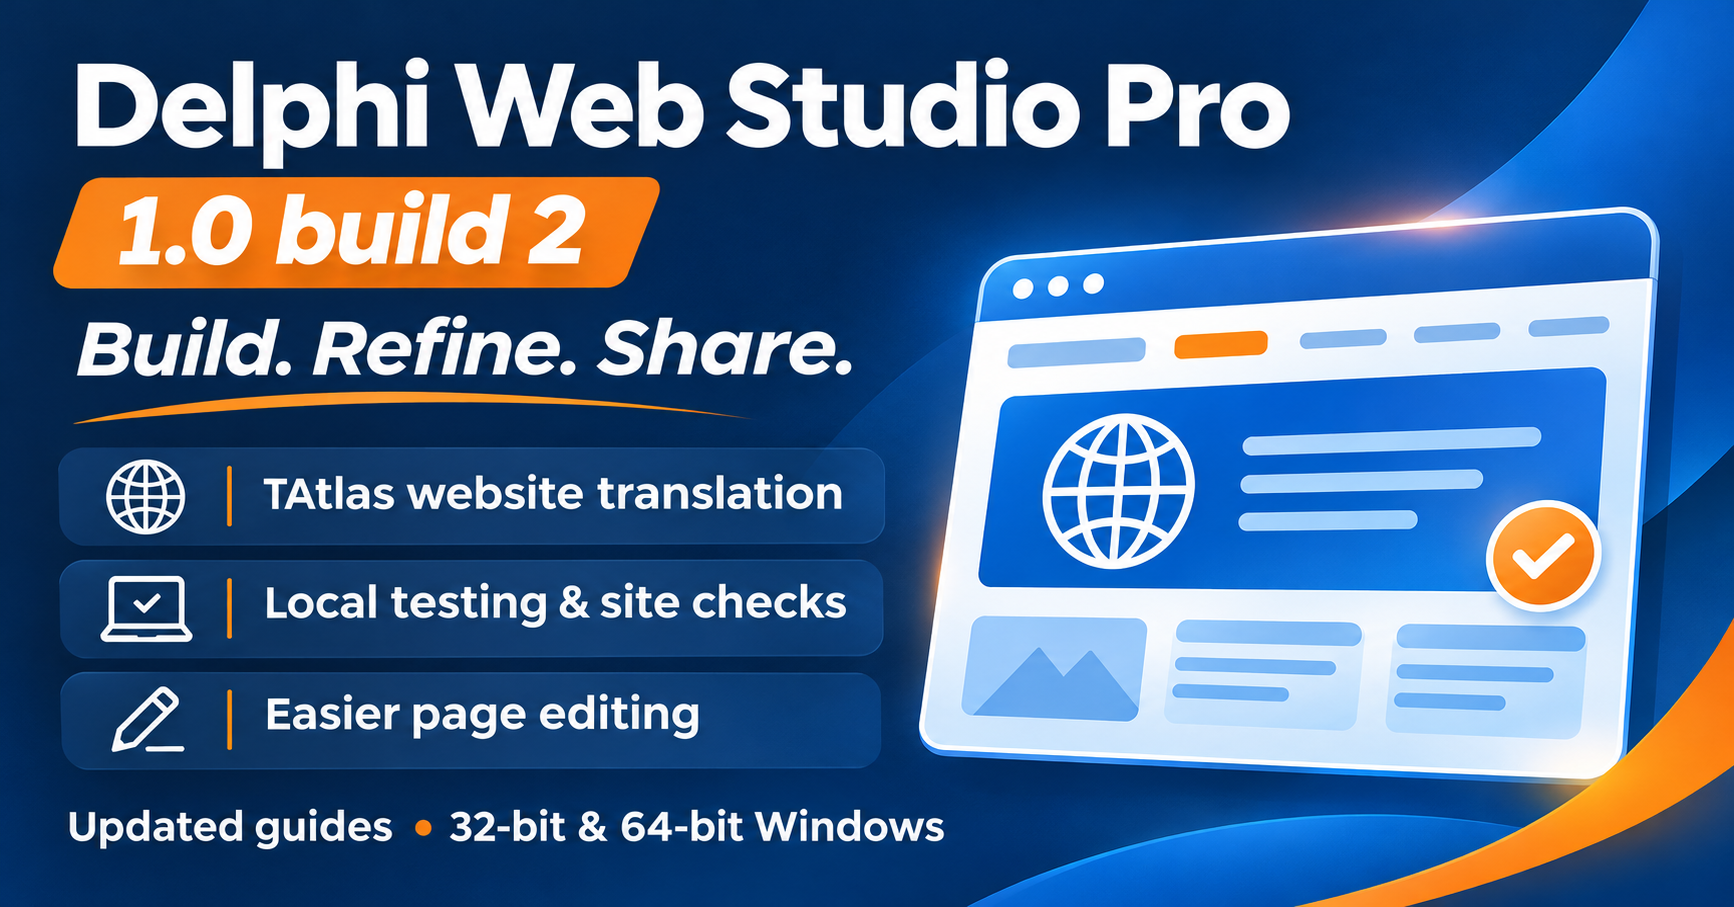 Delphi Web Studio Pro
1.0 build 2
Build. Refine. Share.
TAtlas website translation
Local testing & site checks
Easier page editing
Updated guides • 32-bit & 64-bit Windows